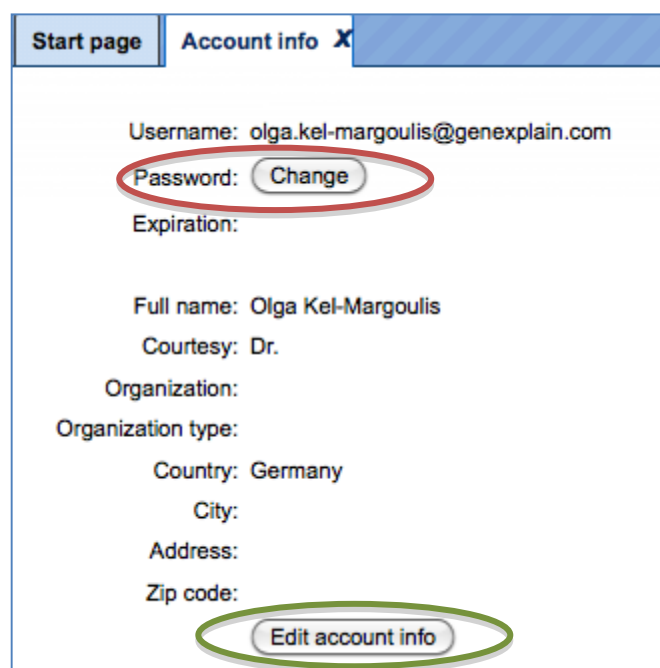 Start page Account info X
Username: olga.kel-margoulis@genexplain.com
Password: Change
Expiration:
Full name: Olga Kel-Margoulis
Courtesy: Dr.
Organization:
Organization type:
Country: Germany
City:
Address:
Zip code:
Edit account info